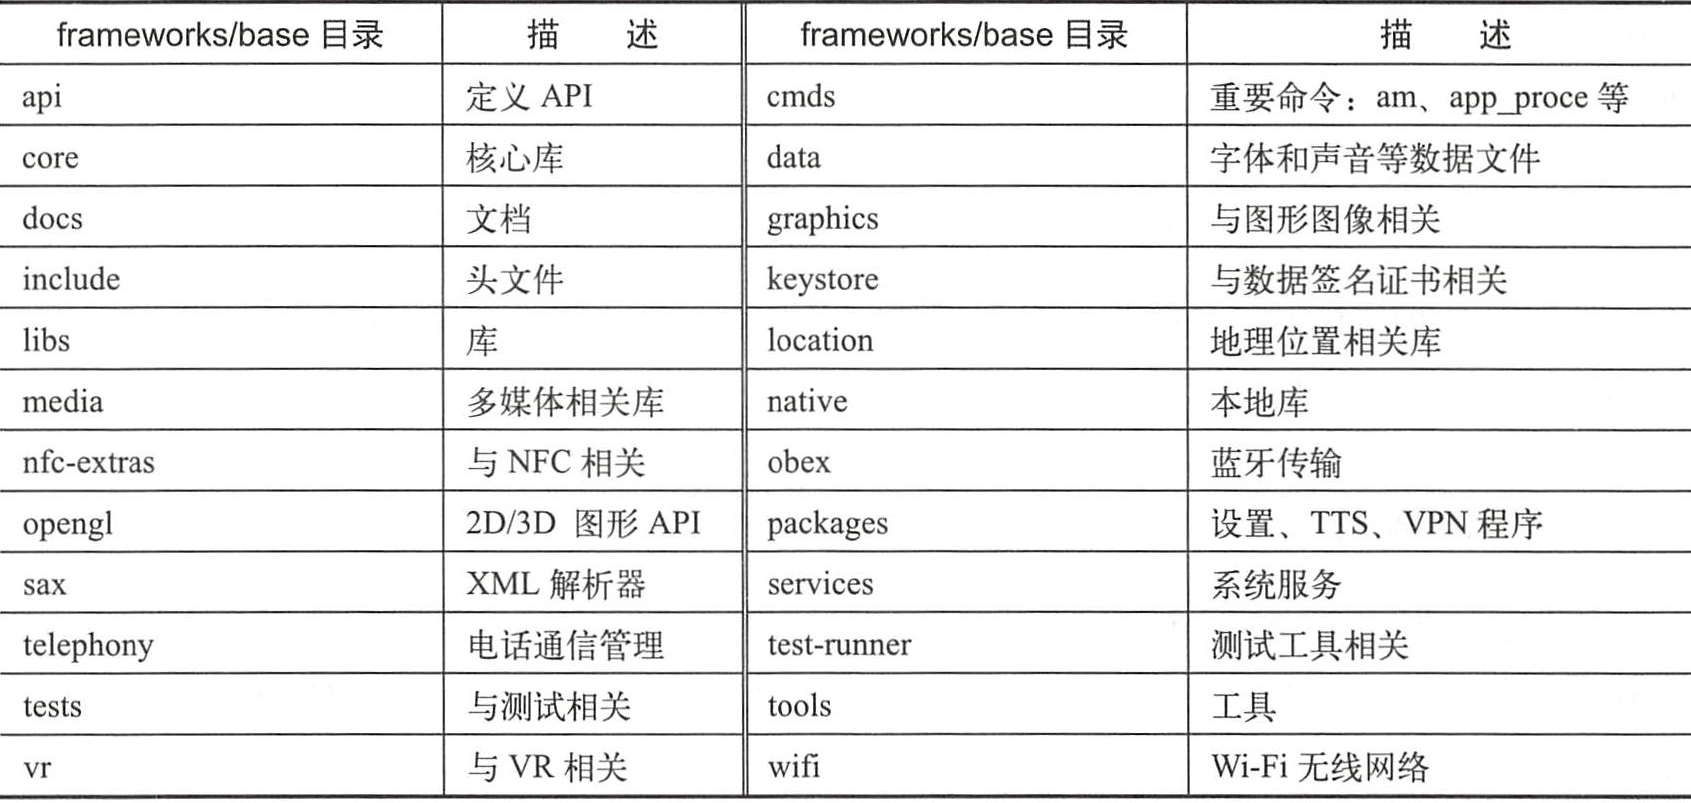 frameworks/base 目录 描 述 frameworks/base 目录 描 述
api 定义 API cmds 重要命令：am、app_proce 等
core 核心库 data 字体和声音等数据文件
docs 文档 graphics 与图形图像相关
include 头文件 keystore 与数据签名证书相关
libs 库 location 地理位置相关库
media 多媒体相关库 native 本地库
nfc-extras 与 NFC 相关 obex 蓝牙传输
opengl 2D/3D 图形 API packages 设置、TTS、VPN 程序
sax XML 解析器 services 系统服务
telephony 电话通信管理 test-runner 测试工具相关
tests 与测试相关 tools 工具
vr 与 VR 相关 wifi Wi-Fi 无线网络